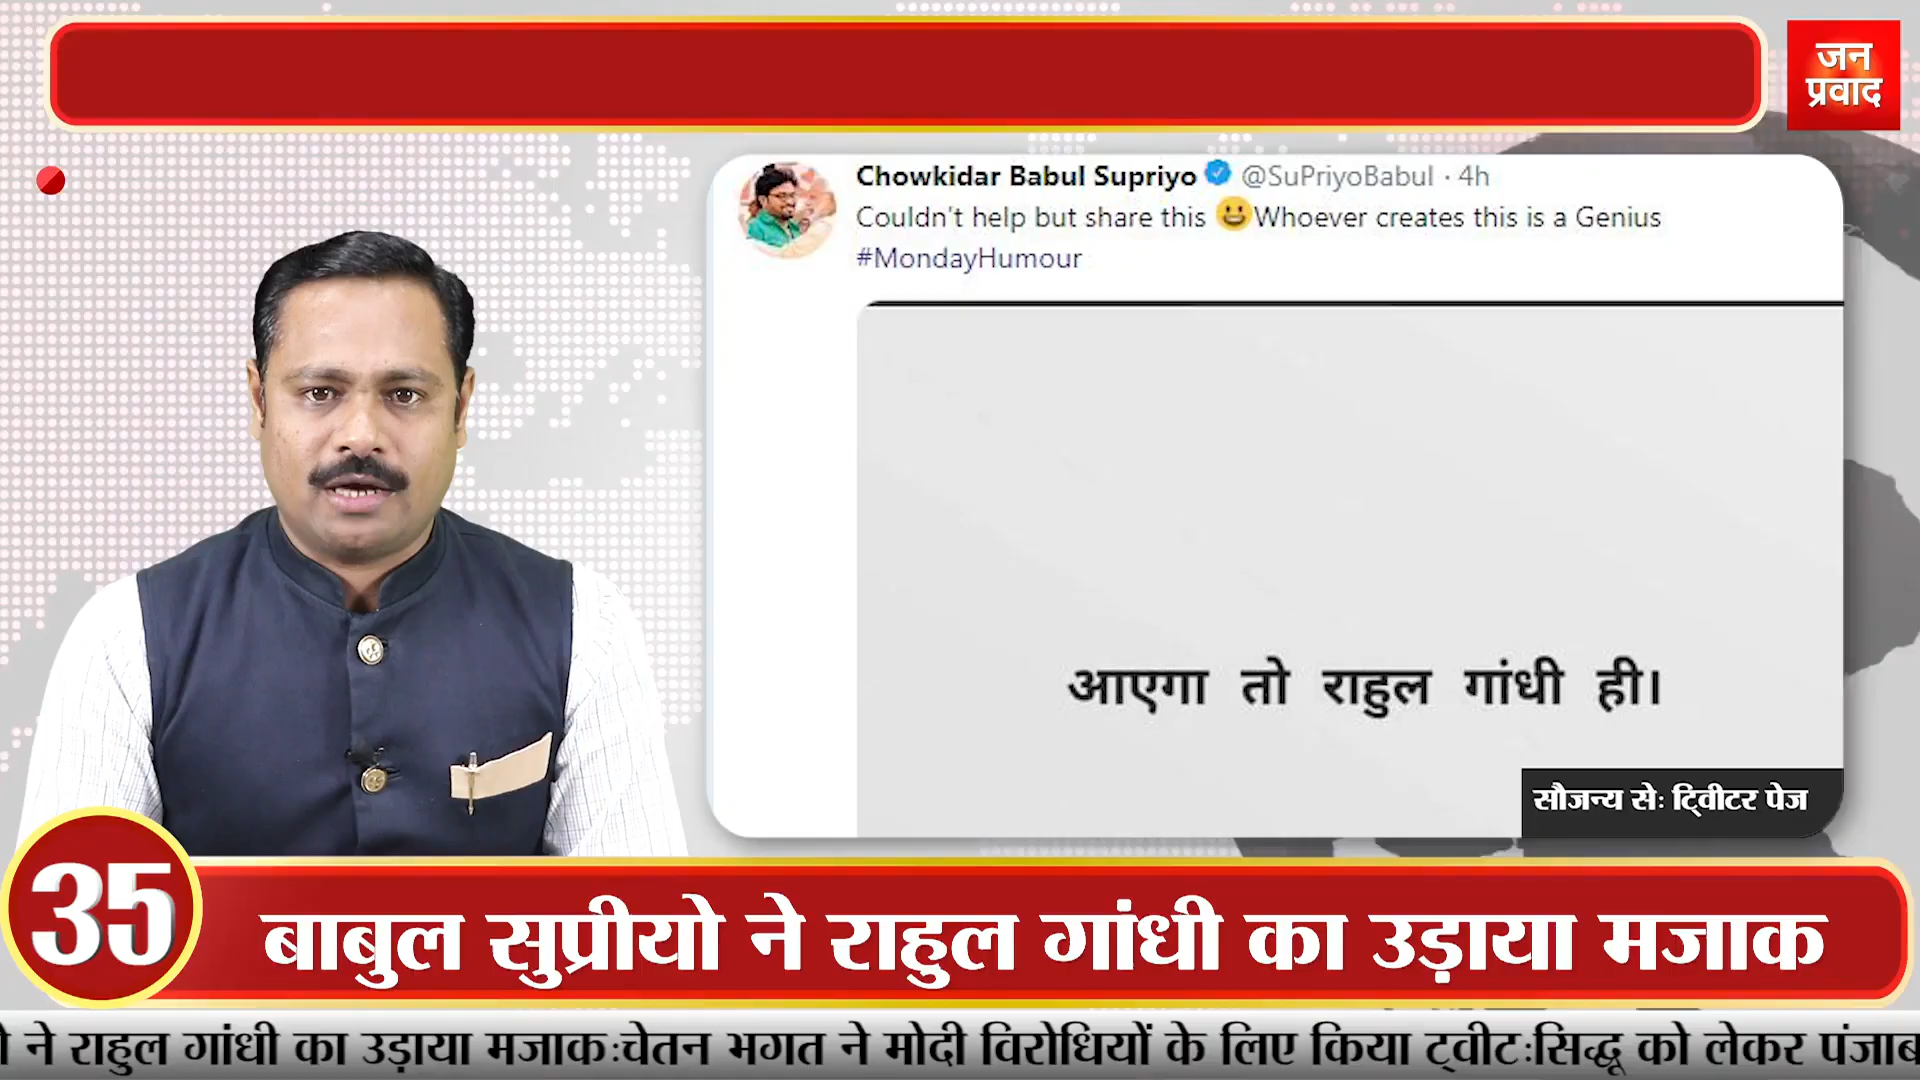 जन
प्रवाद
Chowkidar Babul Supriyo @SuPriyoBabul · 4h
Couldn't help but share this 😀Whoever creates this is a Genius
#MondayHumour
आएगा तो राहुल गांधी ही।
सौजन्य सेः ट्विीटर पेज
35
बाबुल सुप्रीयो ने राहुल गांधी का उड़ाया मजाक
ने राहुल गांधी का उड़ाया मजाकःचेतन भगत ने मोदी विरोधियों के लिए किया ट्वीटःसिद्धू को लेकर पंजाब